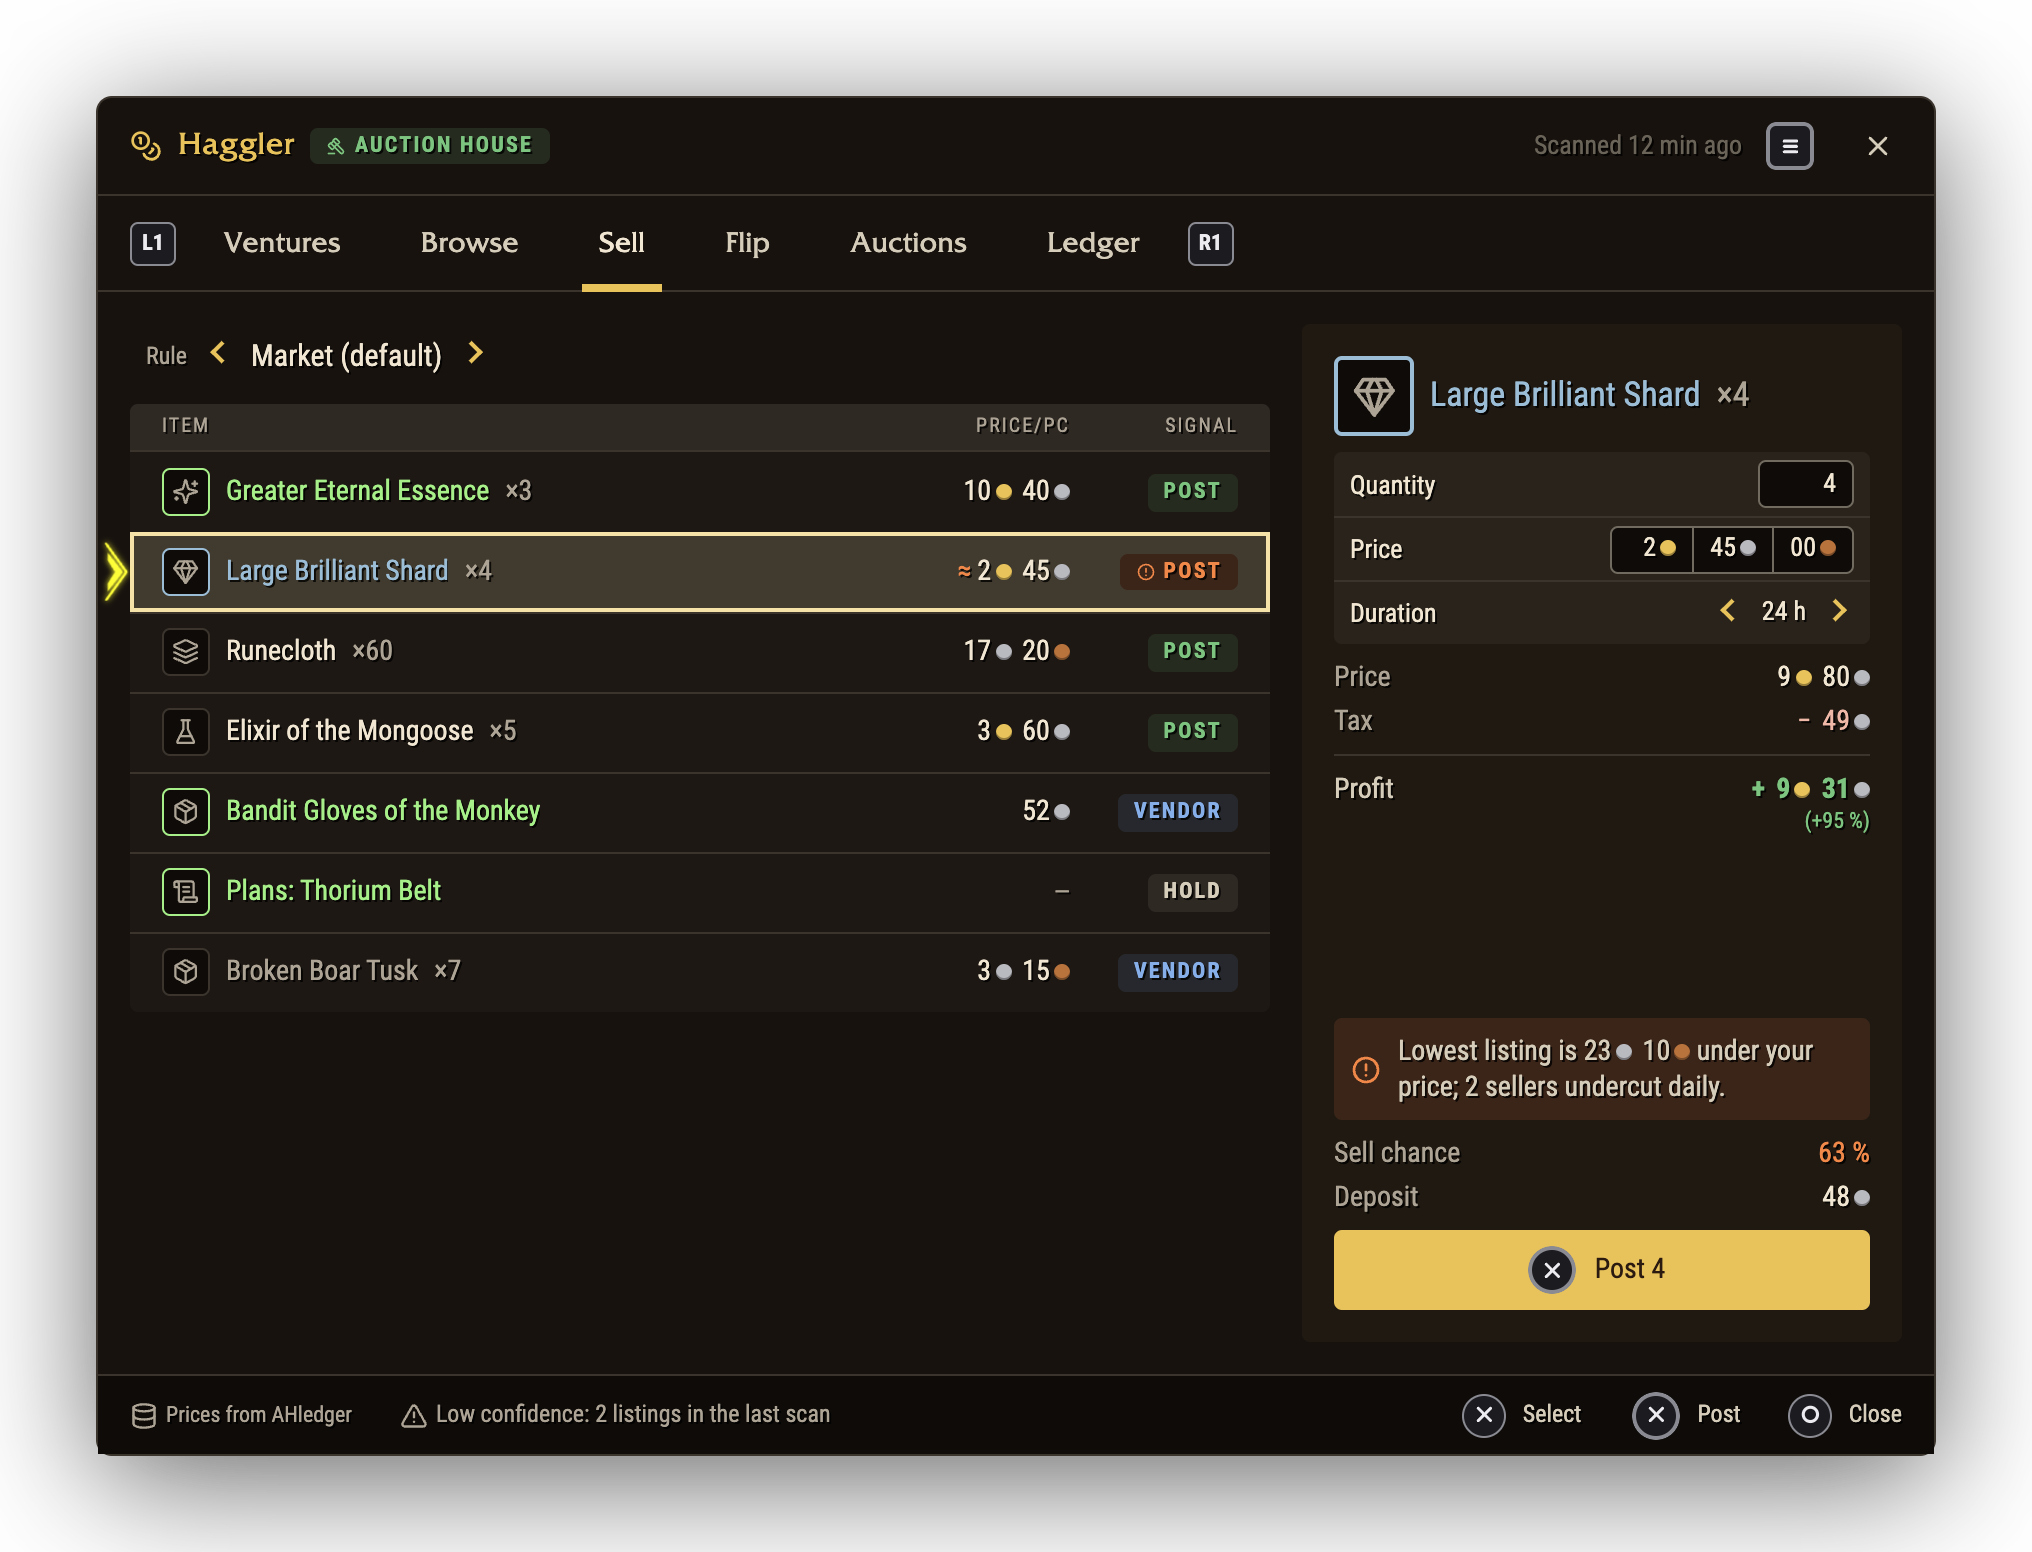 Haggler AUCTION HOUSE Scanned 12 min ago
L1 Ventures Browse Sell Flip Auctions Ledger R1
Rule Market (default)
ITEM PRICE/PC SIGNAL
Greater Eternal Essence ×3 10 40 POST
Large Brilliant Shard ×4 ≈ 2 45 POST
Runecloth ×60 17 20 POST
Elixir of the Mongoose ×5 3 60 POST
Bandit Gloves of the Monkey 52 VENDOR
Plans: Thorium Belt – HOLD
Broken Boar Tusk ×7 3 15 VENDOR
Large Brilliant Shard ×4
Quantity 4
Price 2 45 00
Duration 24 h
Price 9 80
Tax − 49
Profit + 9 31
(+95 %)
Lowest listing is 23 10 under your
price; 2 sellers undercut daily.
Sell chance 63 %
Deposit 48
Post 4
Prices from AHledger Low confidence: 2 listings in the last scan Select Post Close